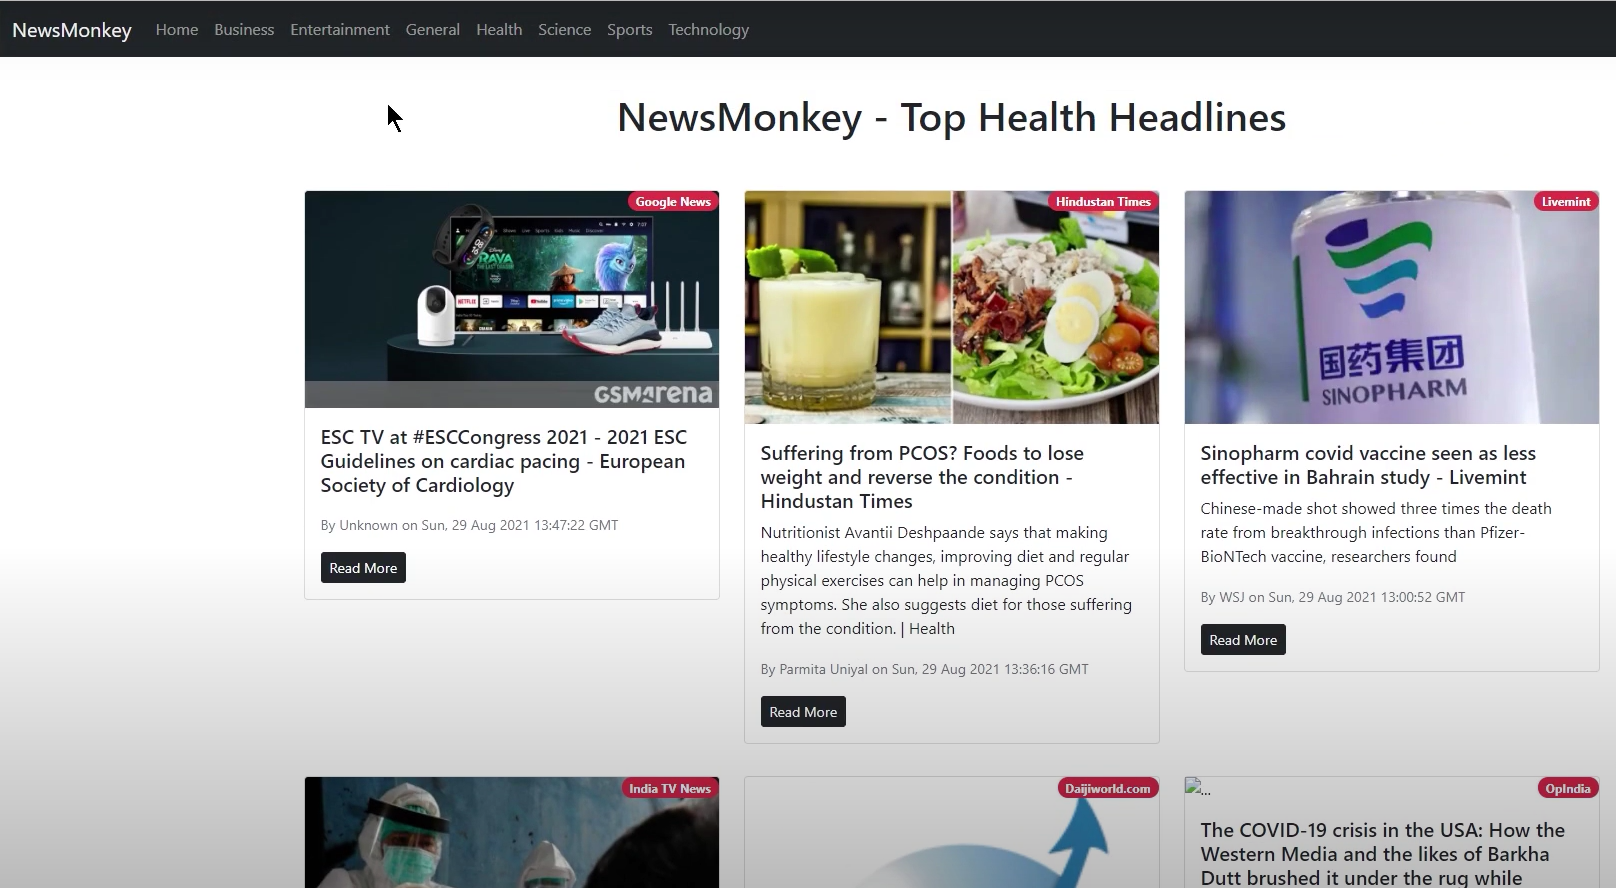 NewsMonkey Home Business Entertainment General Health Science Sports Technology
NewsMonkey - Top Health Headlines
Google News
NETFLIX
GSMArena
ESC TV at #ESCCongress 2021 - 2021 ESC
Guidelines on cardiac pacing - European
Society of Cardiology
By Unknown on Sun, 29 Aug 2021 13:47:22 GMT
Read More
Hindustan Times
Suffering from PCOS? Foods to lose
weight and reverse the condition -
Hindustan Times
Nutritionist Avantii Deshpaande says that making
healthy lifestyle changes, improving diet and regular
physical exercises can help in managing PCOS
symptoms. She also suggests diet for those suffering
from the condition. | Health
By Parmita Uniyal on Sun, 29 Aug 2021 13:36:16 GMT
Read More
Livemint
国药集团
SINOPHARM
Sinopharm covid vaccine seen as less
effective in Bahrain study - Livemint
Chinese-made shot showed three times the death
rate from breakthrough infections than Pfizer-
BioNTech vaccine, researchers found
By WSJ on Sun, 29 Aug 2021 13:00:52 GMT
Read More
India TV News
Daijiworld.com
OpIndia
...
The COVID-19 crisis in the USA: How the
Western Media and the likes of Barkha
Dutt brushed it under the rug while